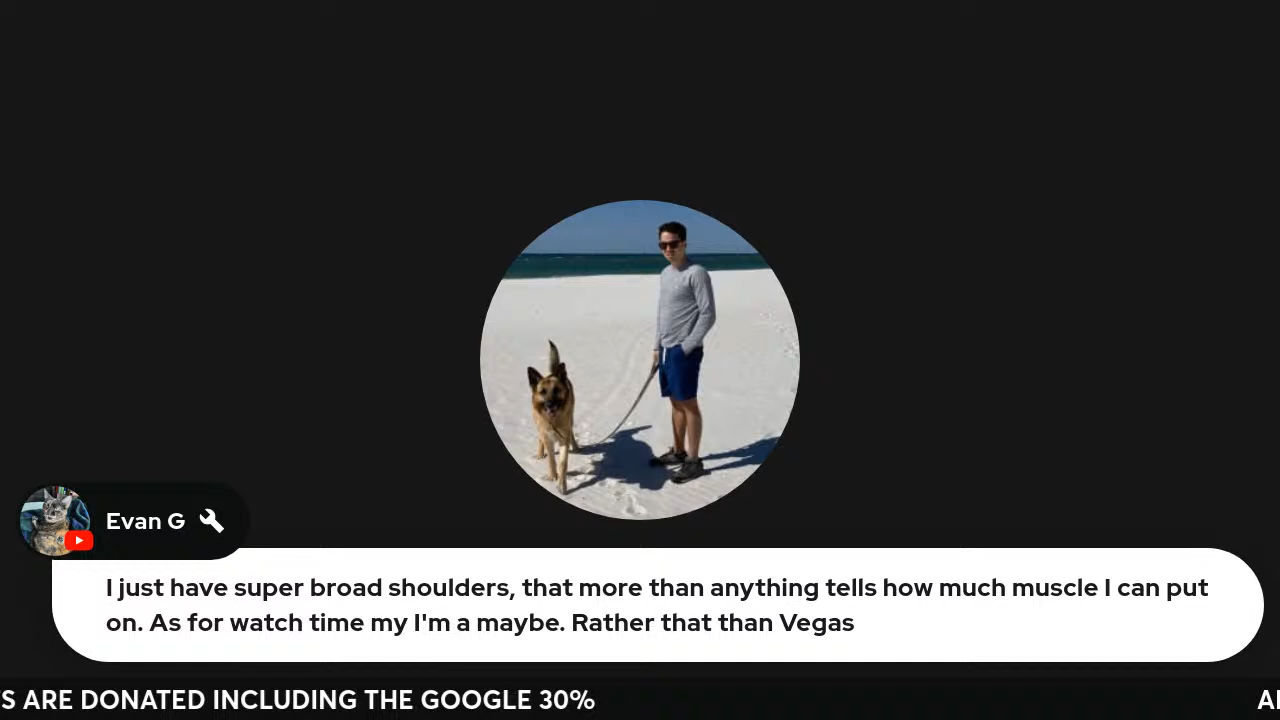 Evan G
I just have super broad shoulders, that more than anything tells how much muscle I can put
on. As for watch time my I'm a maybe. Rather that than Vegas
S ARE DONATED INCLUDING THE GOOGLE 30%